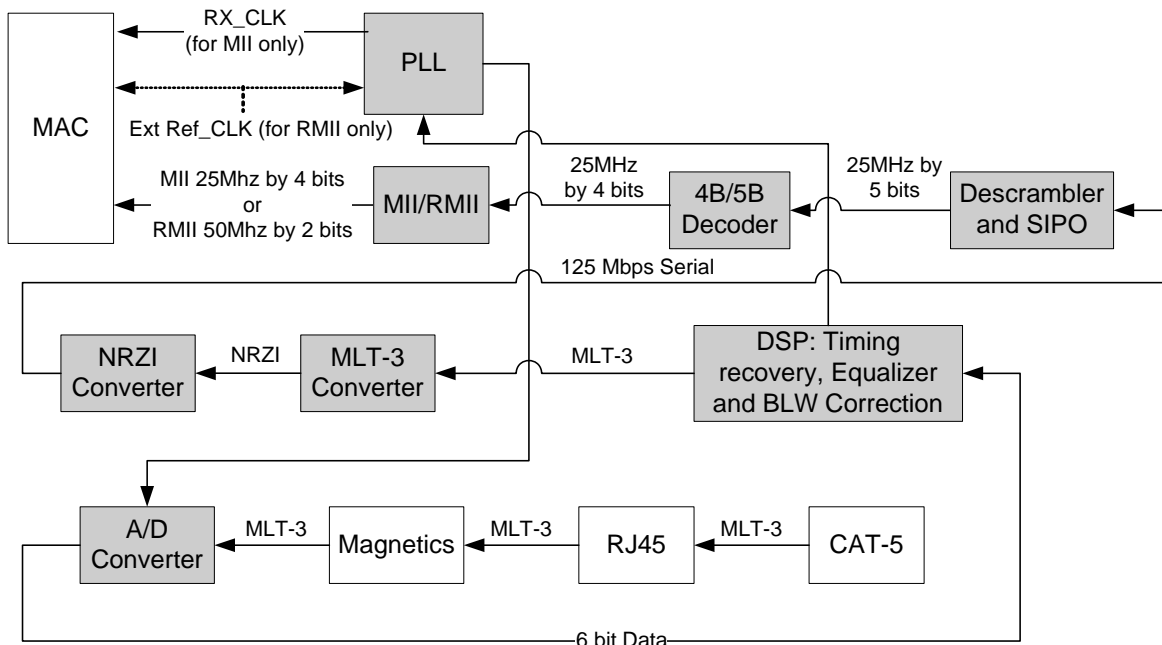 RX_CLK
(for MII only)
PLL
MAC
Ext Ref_CLK (for RMII only)
MII 25Mhz by 4 bits
or
RMII 50Mhz by 2 bits
MII/RMII
25MHz
by 4 bits
4B/5B
Decoder
25MHz by
5 bits
Descrambler
and SIPO
125 Mbps Serial
NRZI
Converter
NRZI
MLT-3
Converter
MLT-3
DSP: Timing
recovery, Equalizer
and BLW Correction
A/D
Converter
MLT-3
Magnetics
MLT-3
RJ45
MLT-3
CAT-5
6 bit Data